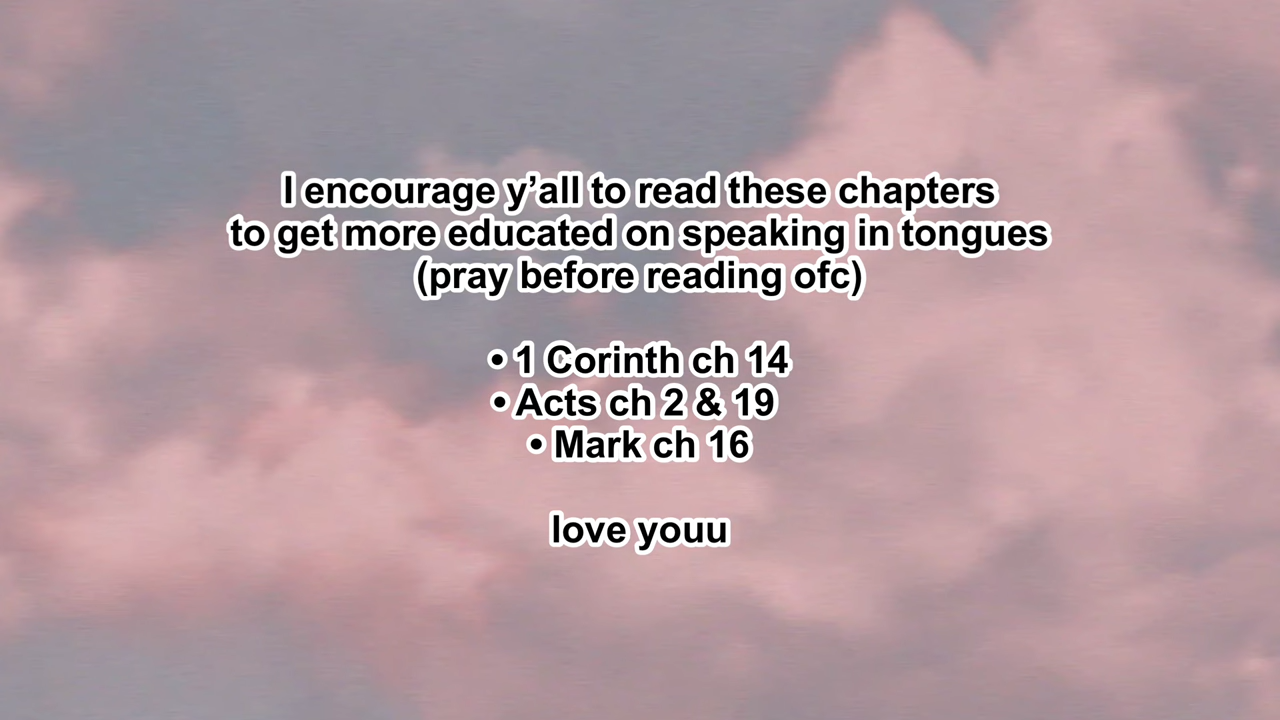 I encourage y’all to read these chapters
to get more educated on speaking in tongues
(pray before reading ofc)
• 1 Corinth ch 14
• Acts ch 2 & 19
• Mark ch 16
love youu